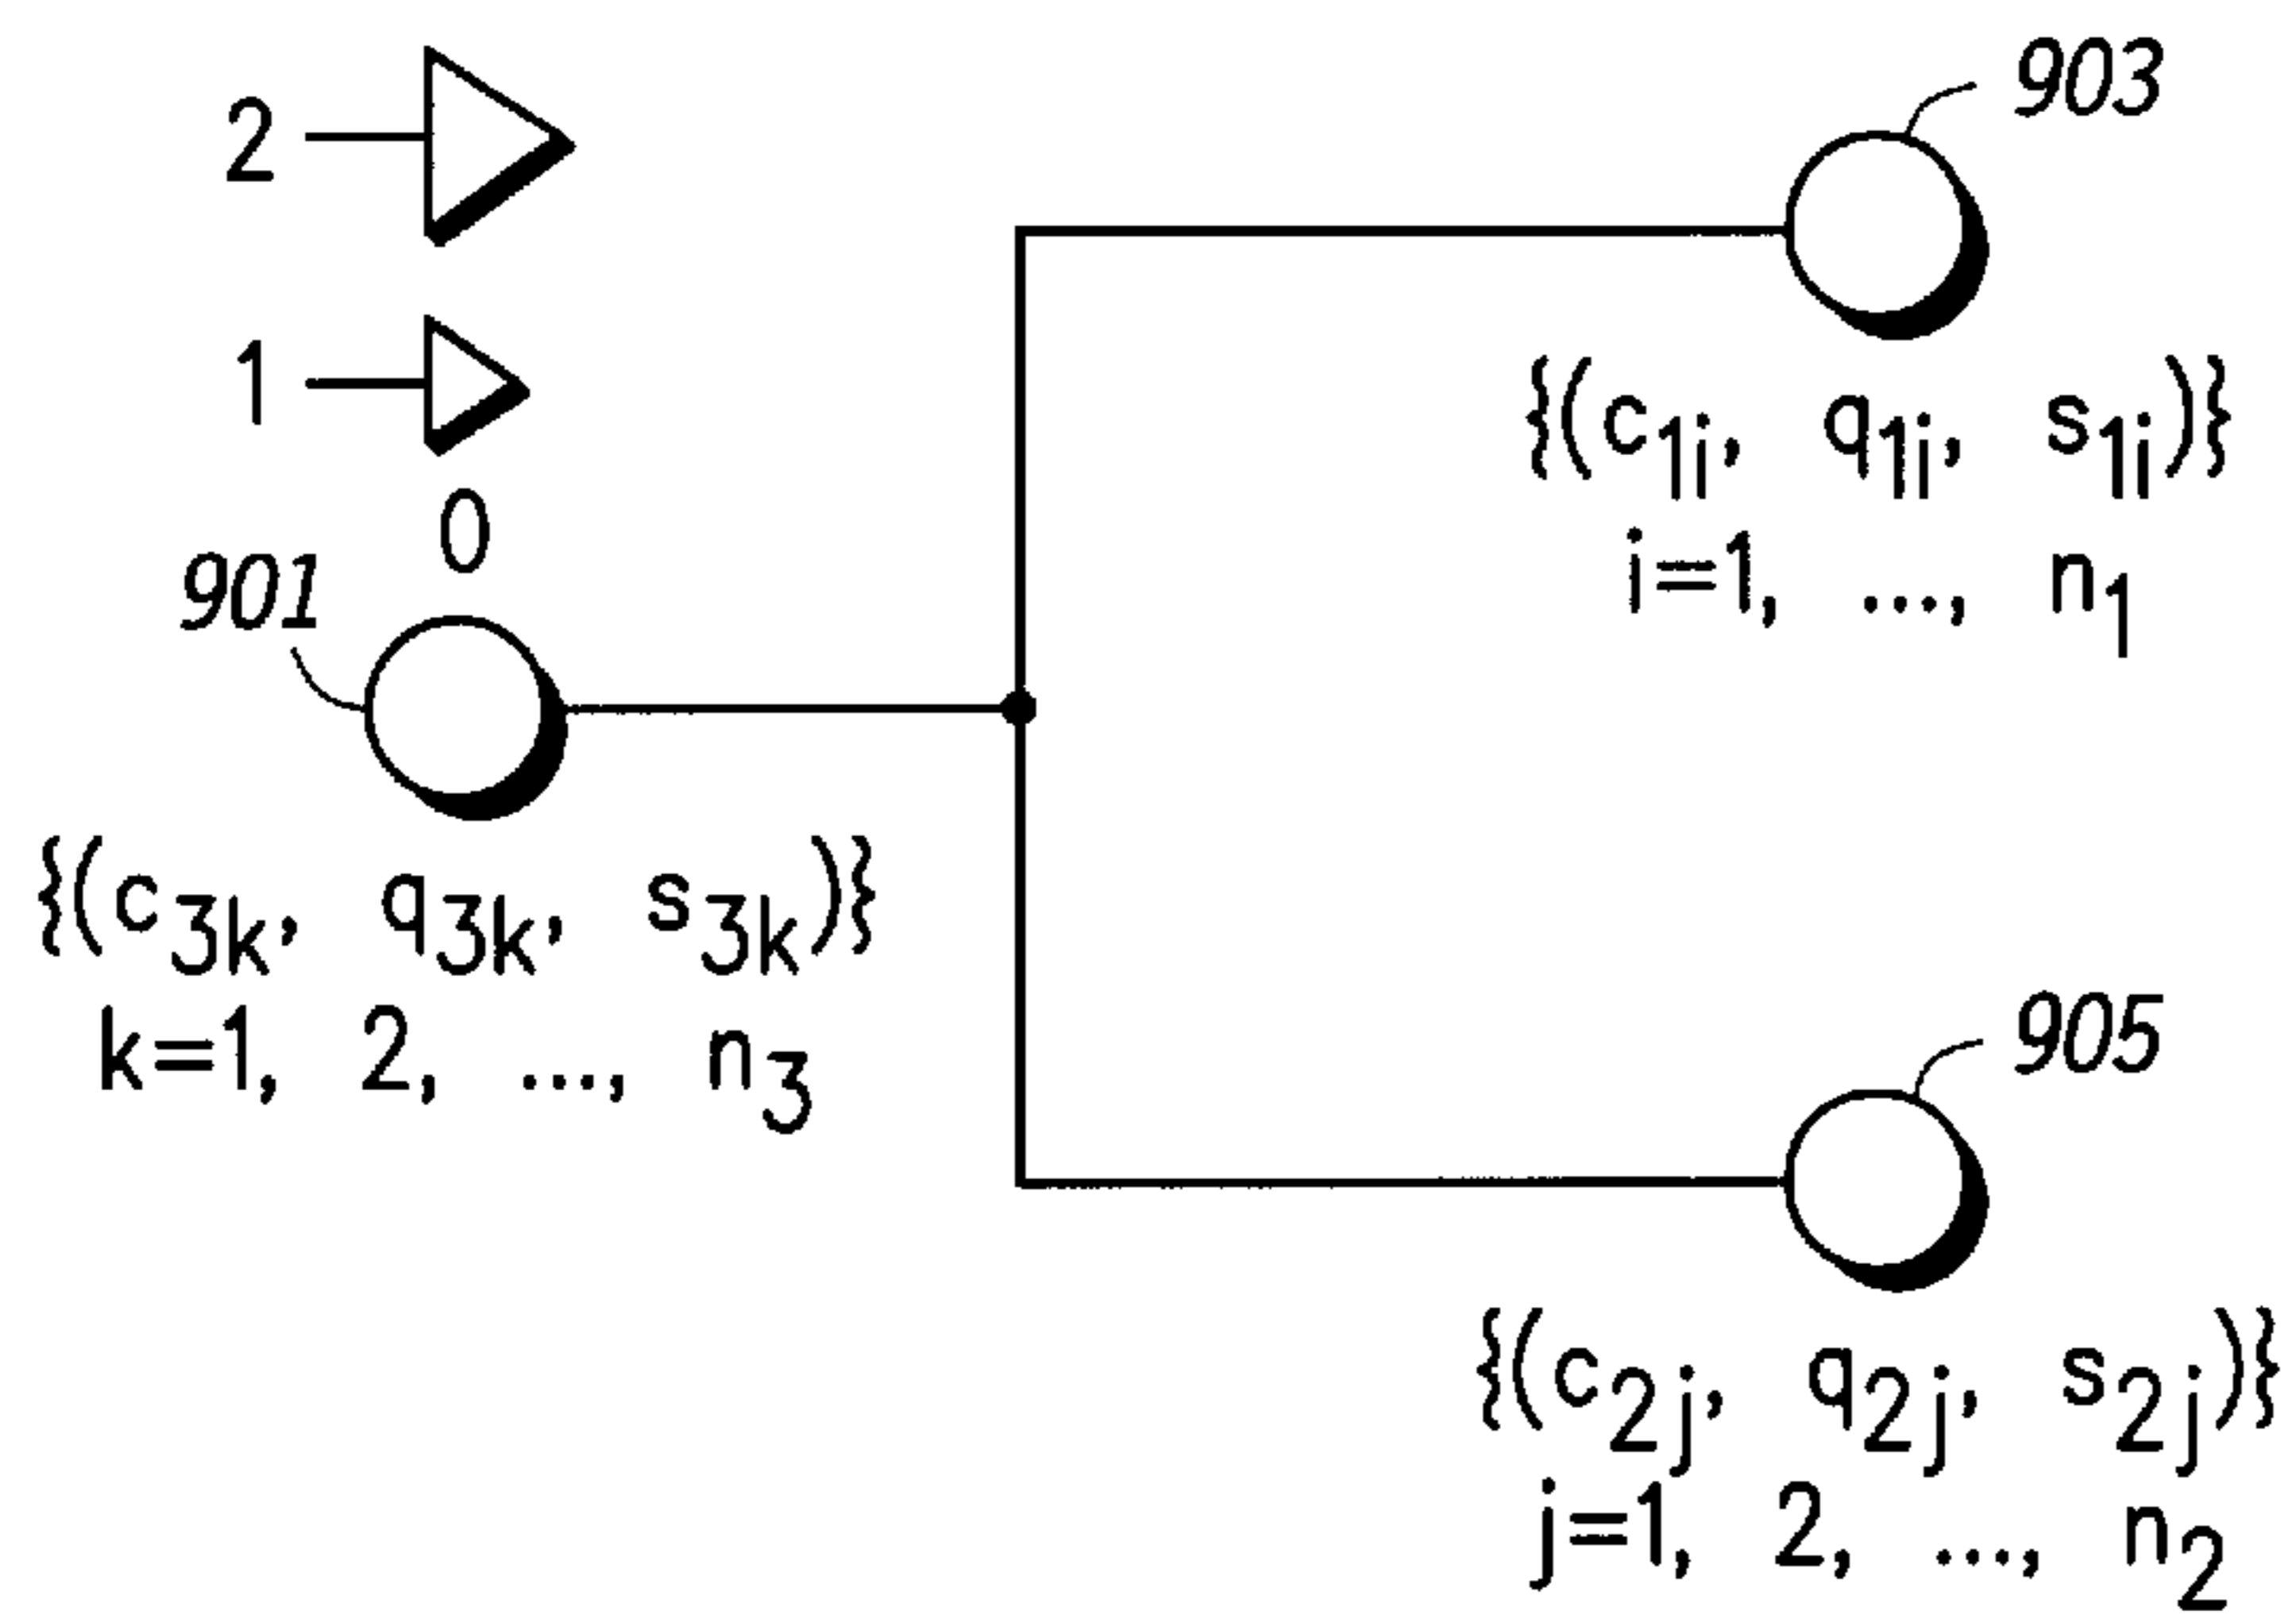 2
903
1
{(c1i, q1i, s1i)}
i=1, ..., n1
0
901
{(c3k, q3k, s3k)}
k=1, 2, ..., n3
905
{(c2j, q2j, s2j)}
j=1, 2, ..., n2